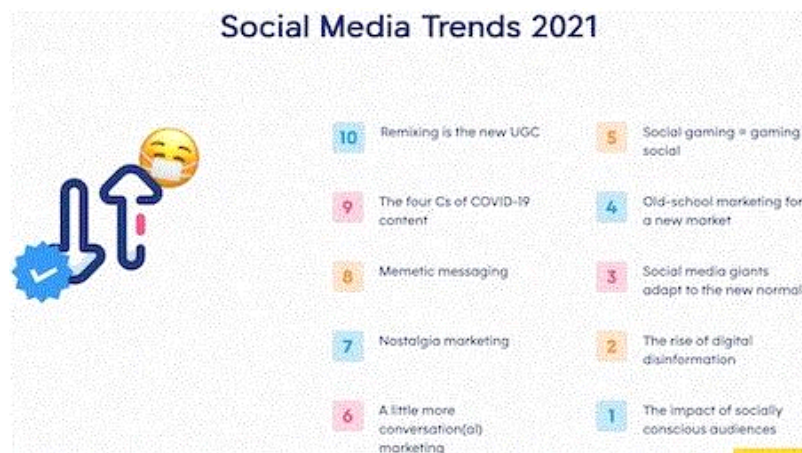 Social Media Trends 2021
10 Remixing is the new UGC
9 The four Cs of COVID-19
content
8 Memetic messaging
7 Nostalgia marketing
6 A little more
conversation(al)
marketing
5 Social gaming = gaming
social
4 Old-school marketing for
a new market
3 Social media giants
adapt to the new normal
2 The rise of digital
disinformation
1 The impact of socially
conscious audiences